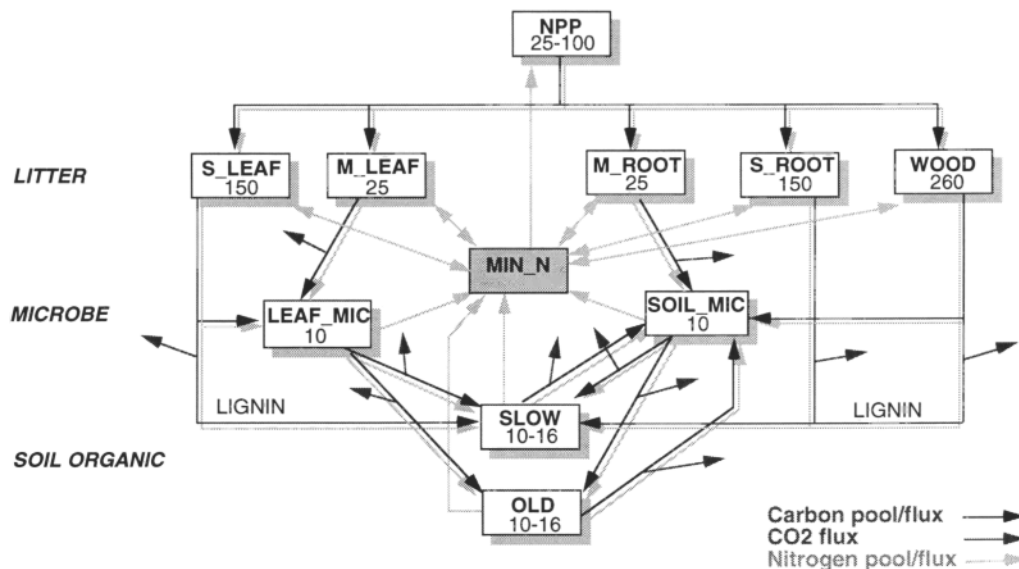 NPP
25-100
LITTER
S_LEAF
150
M_LEAF
25
M_ROOT
25
S_ROOT
150
WOOD
260
MIN_N
MICROBE
LEAF_MIC
10
SOIL_MIC
10
LIGNIN
SLOW
10-16
LIGNIN
SOIL ORGANIC
OLD
10-16
Carbon pool/flux
CO2 flux
Nitrogen pool/flux